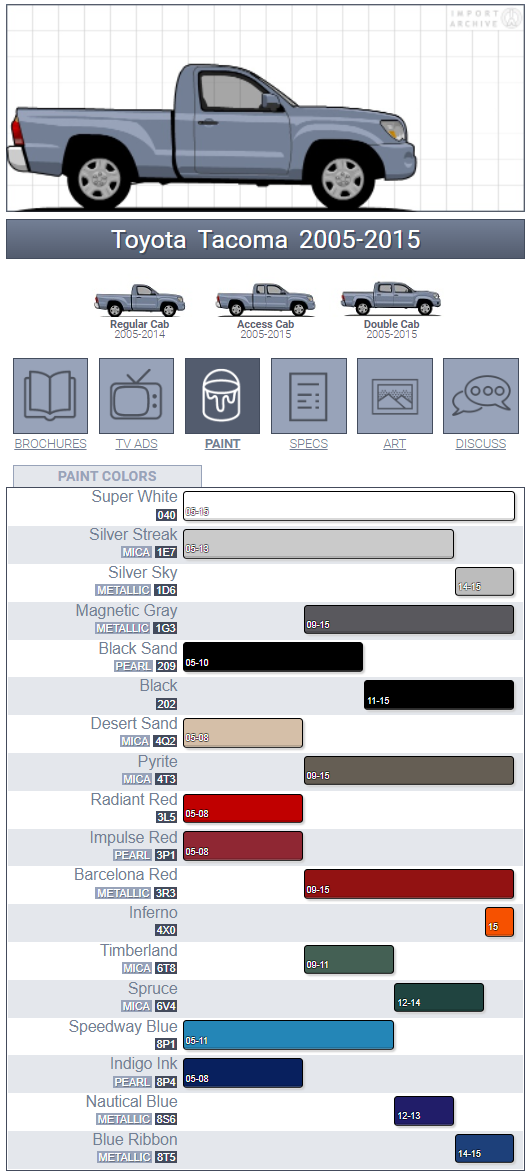 IMPORT
ARCHIVE
Toyota Tacoma 2005-2015
Regular Cab
2005-2014
Access Cab
2005-2015
Double Cab
2005-2015
BROCHURES
TV ADS
PAINT
SPECS
ART
DISCUSS
PAINT COLORS
Super White
040
05-15
Silver Streak
MICA 1E7
05-13
Silver Sky
METALLIC 1D6
14-15
Magnetic Gray
METALLIC 1G3
09-15
Black Sand
PEARL 209
05-10
Black
202
11-15
Desert Sand
MICA 4Q2
05-08
Pyrite
MICA 4T3
09-15
Radiant Red
3L5
05-08
Impulse Red
PEARL 3P1
05-08
Barcelona Red
METALLIC 3R3
09-15
Inferno
4X0
15
Timberland
MICA 6T8
09-11
Spruce
MICA 6V4
12-14
Speedway Blue
8P1
05-11
Indigo Ink
PEARL 8P4
05-08
Nautical Blue
METALLIC 8S6
12-13
Blue Ribbon
METALLIC 8T5
14-15